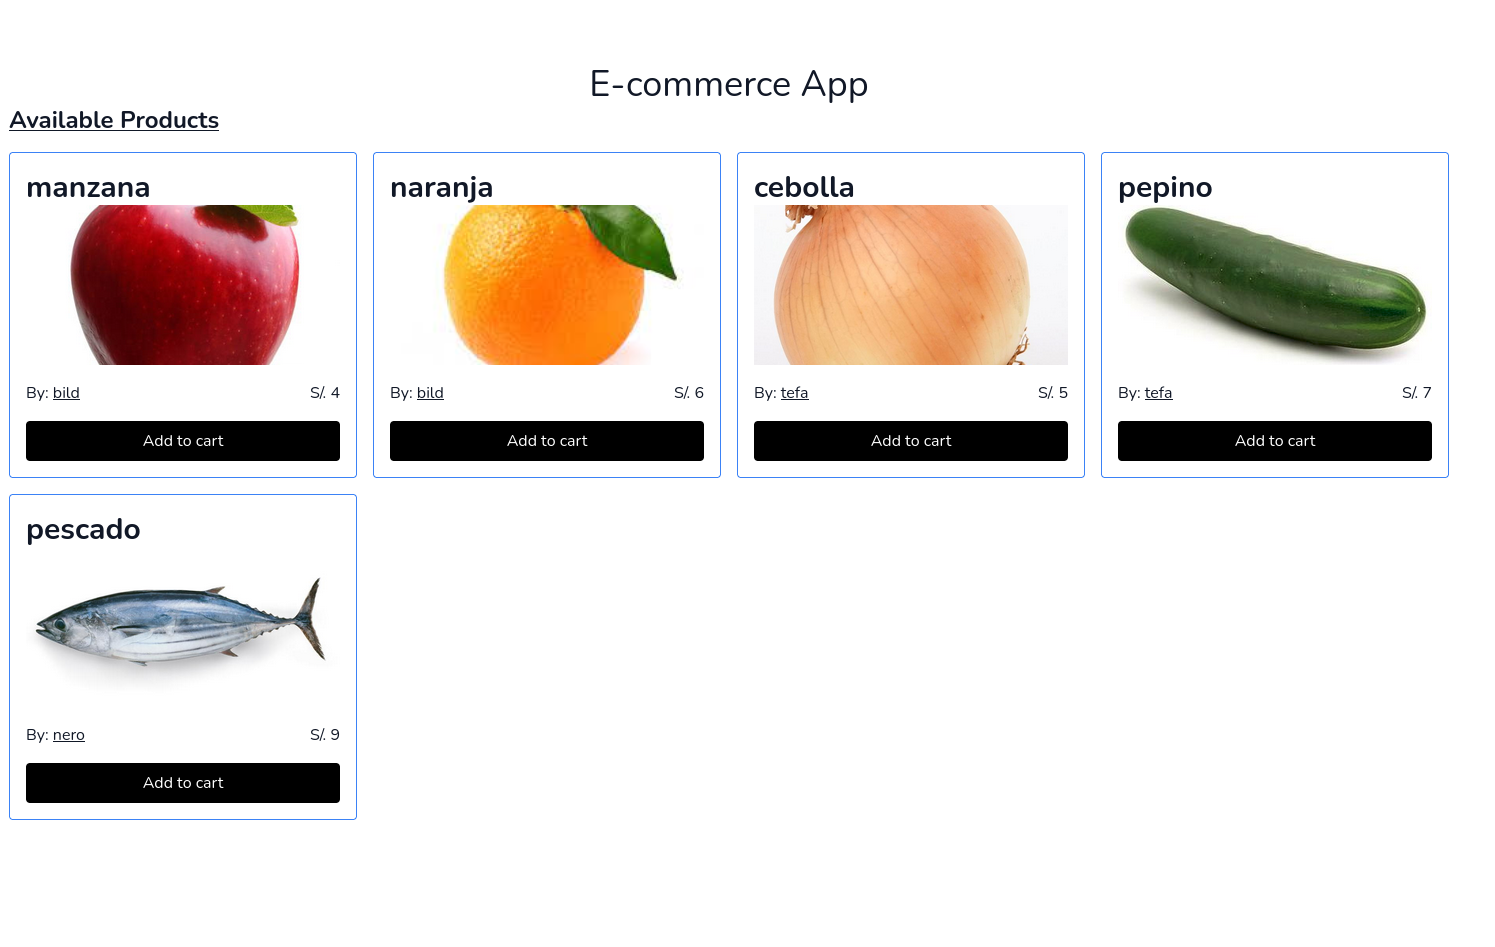 E-commerce App
Available Products
manzana
By: bild S/. 4
Add to cart
naranja
By: bild S/. 6
Add to cart
cebolla
By: tefa S/. 5
Add to cart
pepino
By: tefa S/. 7
Add to cart
pescado
By: nero S/. 9
Add to cart